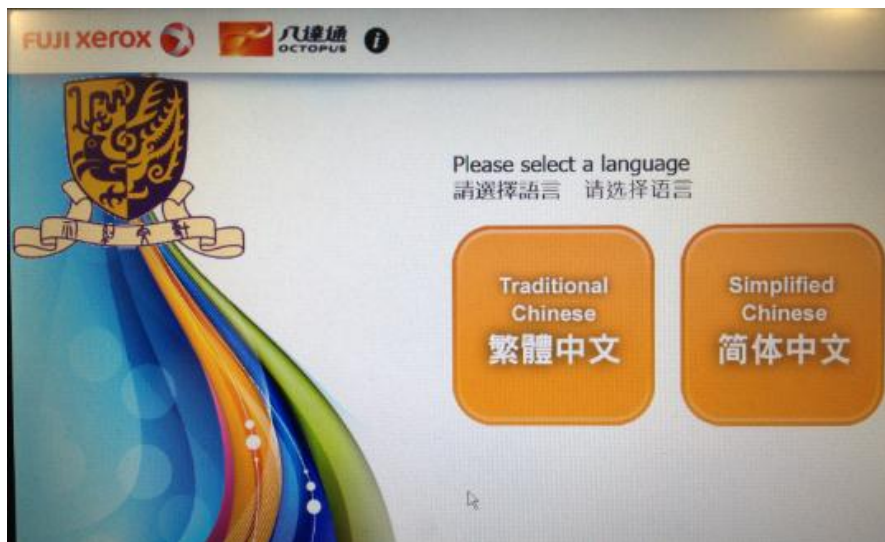 FUJI xerox 八達通 OCTOPUS i
Please select a language
請選擇語言 请选择语言
Traditional Chinese 繁體中文
Simplified Chinese 简体中文